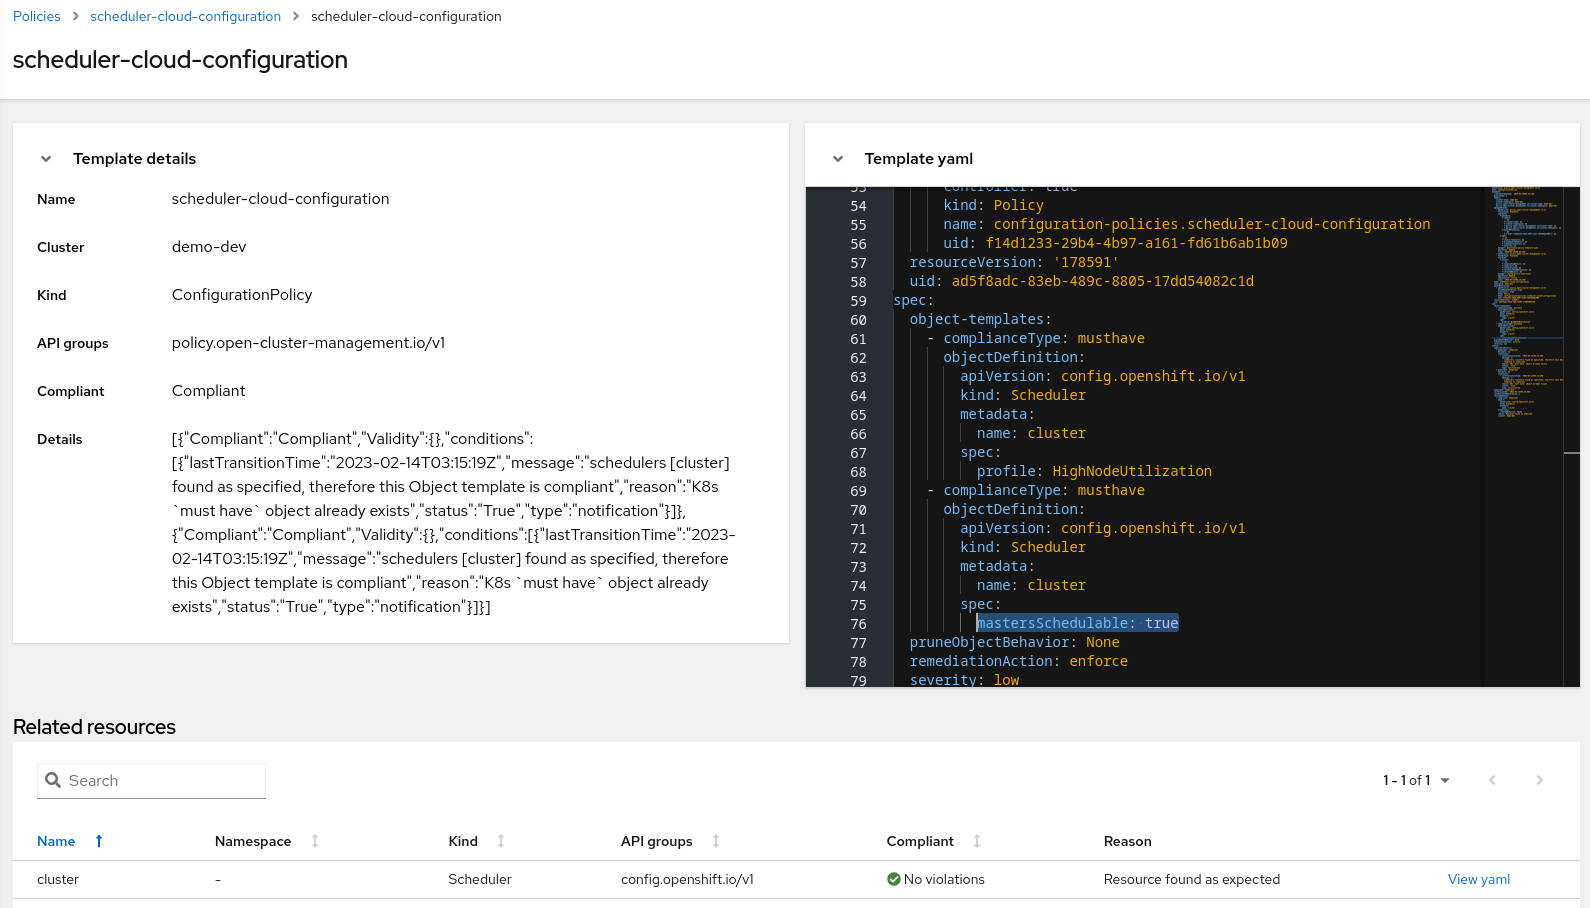 Policies > scheduler-cloud-configuration > scheduler-cloud-configuration
scheduler-cloud-configuration
Template details
Name scheduler-cloud-configuration
Cluster demo-dev
Kind ConfigurationPolicy
API groups policy.open-cluster-management.io/v1
Compliant Compliant
Details [{"Compliant":"Compliant","Validity":{},"conditions":
[{"lastTransitionTime":"2023-02-14T03:15:19Z","message":"schedulers [cluster]
found as specified, therefore this Object template is compliant","reason":"K8s
`must have` object already exists","status":"True","type":"notification"}]},
{"Compliant":"Compliant","Validity":{},"conditions":[{"lastTransitionTime":"2023-
02-14T03:15:19Z","message":"schedulers [cluster] found as specified, therefore
this Object template is compliant","reason":"K8s `must have` object already
exists","status":"True","type":"notification"}]}]
Template yaml
53 controller: true
54 kind: Policy
55 name: configuration-policies.scheduler-cloud-configuration
56 uid: f14d1233-29b4-4b97-a161-fd61b6ab1b09
57 resourceVersion: '178591'
58 uid: ad5f8adc-83eb-489c-8805-17dd54082c1d
59 spec:
60 object-templates:
61 - complianceType: musthave
62 objectDefinition:
63 apiVersion: config.openshift.io/v1
64 kind: Scheduler
65 metadata:
66 name: cluster
67 spec:
68 profile: HighNodeUtilization
69 - complianceType: musthave
70 objectDefinition:
71 apiVersion: config.openshift.io/v1
72 kind: Scheduler
73 metadata:
74 name: cluster
75 spec:
76 mastersSchedulable: true
77 pruneObjectBehavior: None
78 remediationAction: enforce
79 severity: low
Related resources
Search
1 - 1 of 1
Name Namespace Kind API groups Compliant Reason
cluster - Scheduler config.openshift.io/v1 No violations Resource found as expected View yaml